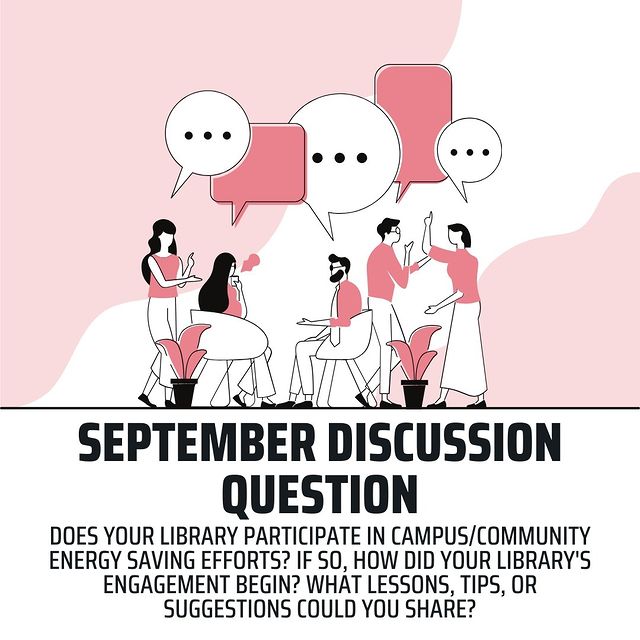 SEPTEMBER DISCUSSION
QUESTION
DOES YOUR LIBRARY PARTICIPATE IN CAMPUS/COMMUNITY
ENERGY SAVING EFFORTS? IF SO, HOW DID YOUR LIBRARY'S
ENGAGEMENT BEGIN? WHAT LESSONS, TIPS, OR
SUGGESTIONS COULD YOU SHARE?